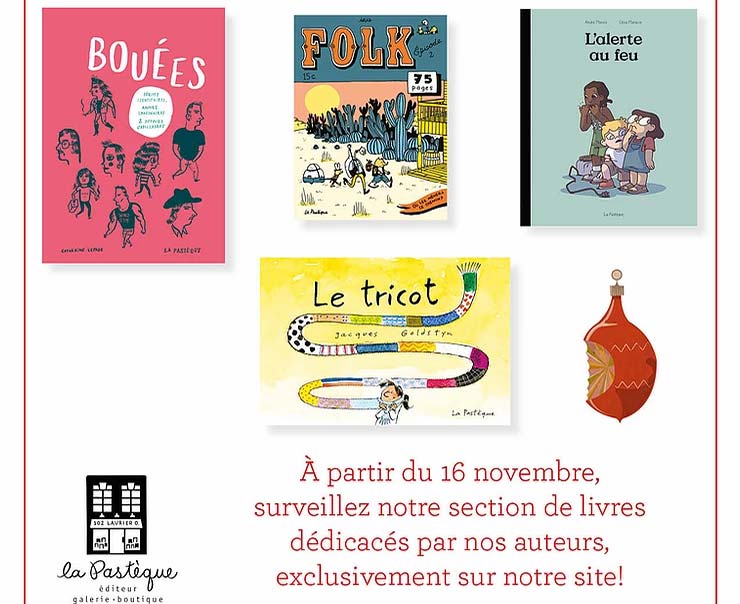 BOUÉES
CATHERINE LEPAGE
LA PASTÈQUE
FOLK
Épisode
2
15¢
75
pages
La Pastèque
L'alerte
au feu
La Pastèque
Le tricot
Jacques Goldstyn
La Pastèque
À partir du 16 novembre,
surveillez notre section de livres
dédicacés par nos auteurs,
exclusivement sur notre site!
302 LAURIER O.
la Pastèque
éditeur
galerie • boutique